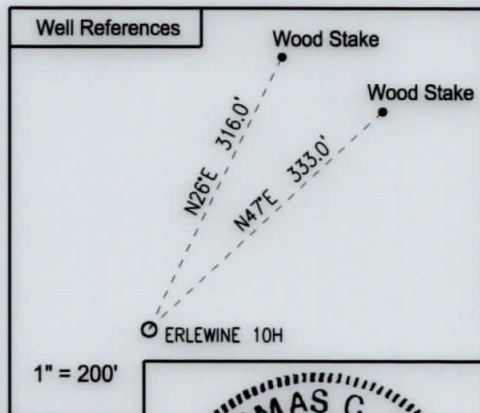 Well References
Wood Stake
Wood Stake
N26°E 316.0'
N47°E 333.0'
ERLEWINE 10H
1" = 200'
MAS C